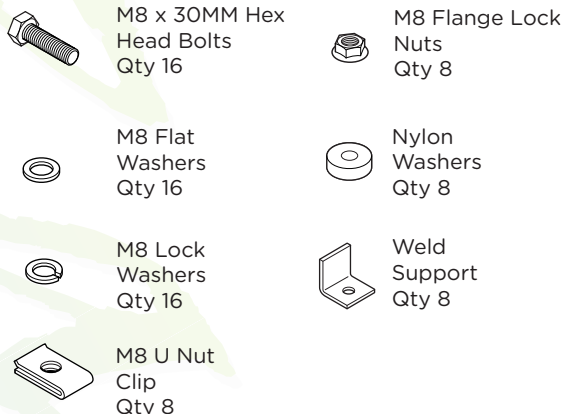 M8 x 30MM Hex
Head Bolts
Qty 16
M8 Flat
Washers
Qty 16
M8 Lock
Washers
Qty 16
M8 U Nut
Clip
Qty 8
M8 Flange Lock
Nuts
Qty 8
Nylon
Washers
Qty 8
Weld
Support
Qty 8